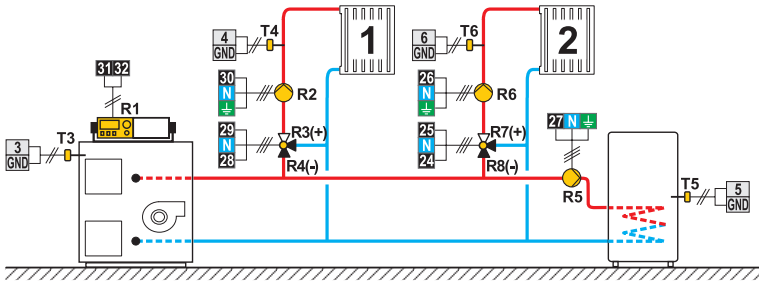 4
GND
T4
1
6
GND
T6
2
31 32
R1
30
N
R2
26
N
R6
27 N
3
GND
T3
29
N
28
R3(+)
R4(-)
25
N
24
R7(+)
R8(-)
R5
T5
5
GND